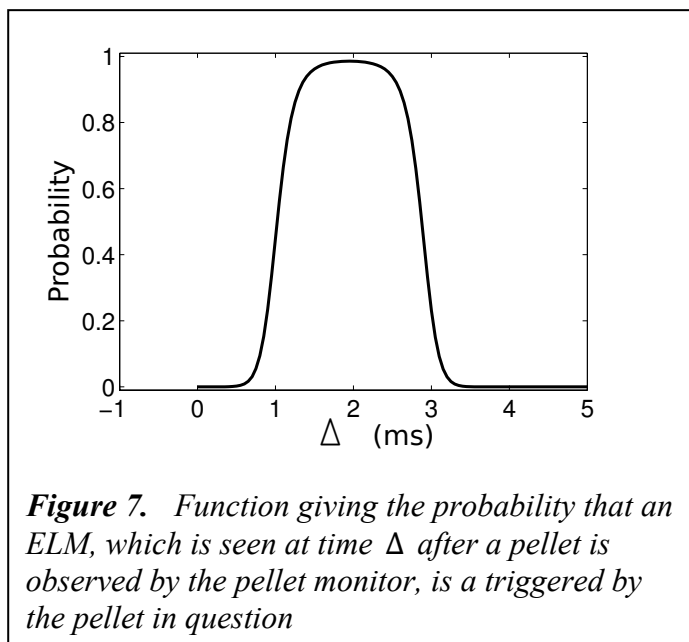 1
0.8
0.6
0.4
0.2
0
Probability
−1 0 1 2 3 4 5
Δ (ms)
Figure 7. Function giving the probability that an
ELM, which is seen at time Δ after a pellet is
observed by the pellet monitor, is a triggered by
the pellet in question